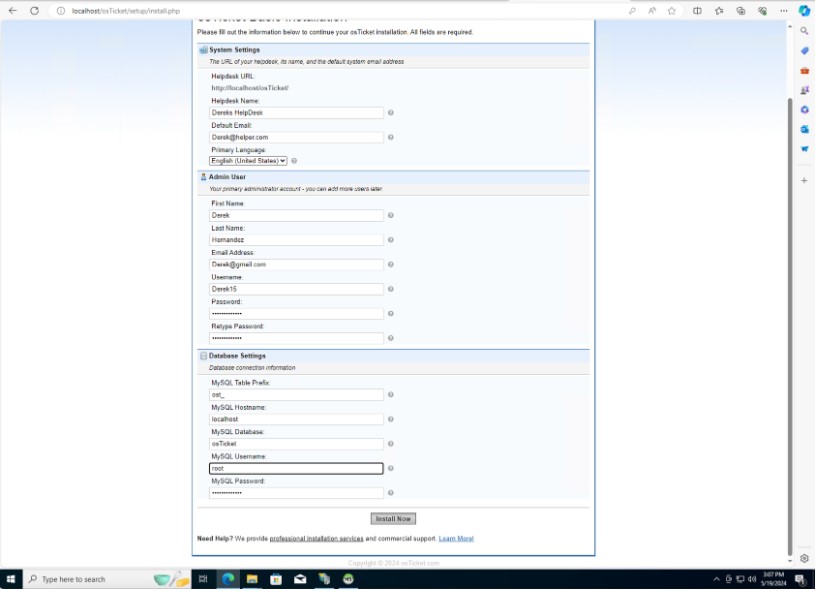 localhost/osTicket/setup/install.php
osTicket Basic Installation
Please fill out the information below to continue your osTicket installation. All fields are required.
System Settings
The URL of your helpdesk, its name, and the default system email address
Helpdesk URL:
http://localhost/osTicket/
Helpdesk Name:
Dereks HelpDesk
Default Email:
Derek@helper.com
Primary Language:
English (United States)
Admin User
Your primary administrator account - you can add more users later.
First Name:
Derek
Last Name:
Hernandez
Email Address:
Derek@gmail.com
Username:
Derek15
Password:
•••••••••••••
Retype Password:
•••••••••••••
Database Settings
Database connection information
MySQL Table Prefix:
ost_
MySQL Hostname:
localhost
MySQL Database:
osTicket
MySQL Username:
root
MySQL Password:
•••••••••••••
Install Now
Need Help? We provide professional installation services and commercial support. Learn More!
Copyright © 2024 osTicket.com
Type here to search
3:07 PM
5/19/2024